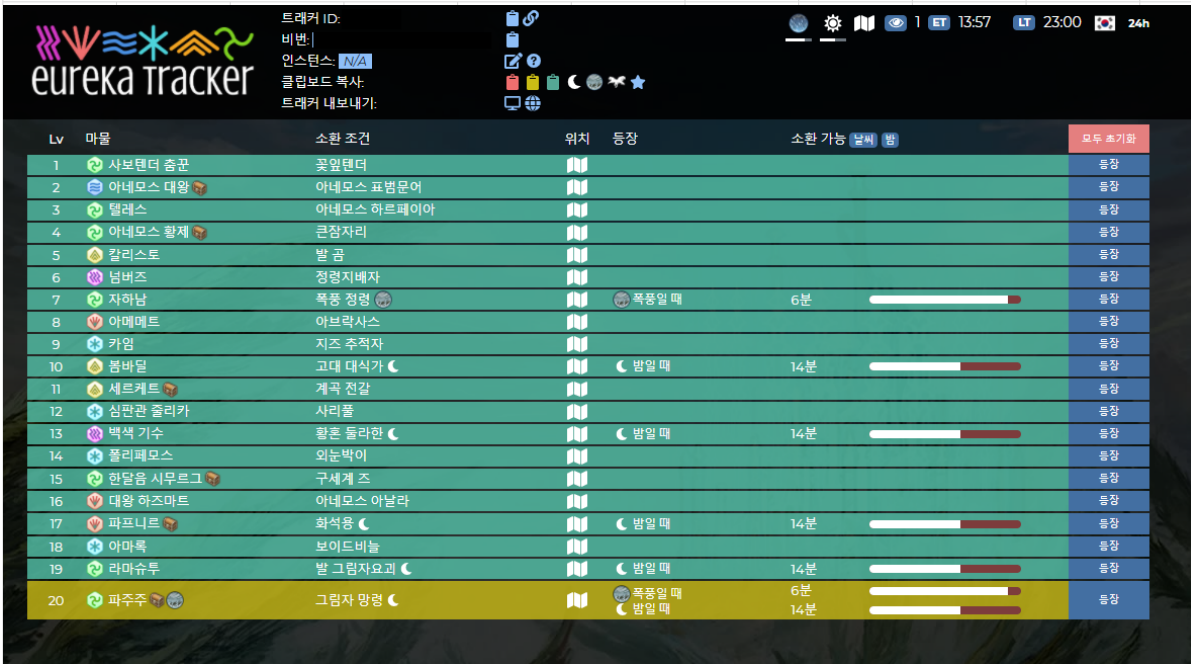 eureka Tracker
트래커 ID:
비번:
인스턴스: N/A
클립보드 복사:
트래커 내보내기:
1 ET 13:57 LT 23:00 24h
Lv 마물 소환 조건 위치 등장 소환 가능 날씨 밤 모두 초기화
1 사보텐더 춤꾼 꽃잎텐더 등장
2 아네모스 대왕 아네모스 표범문어 등장
3 텔레스 아네모스 하르페이아 등장
4 아네모스 황제 큰잠자리 등장
5 칼리스토 발 곰 등장
6 넘버즈 정령지배자 등장
7 자하남 폭풍 정령 폭풍일 때 6분 등장
8 아메메트 아브락사스 등장
9 카임 지즈 추적자 등장
10 봄바딜 고대 대식가 밤일 때 14분 등장
11 세르케트 계곡 전갈 등장
12 심판관 줄리카 사리풀 등장
13 백색 기수 황혼 둘라한 밤일 때 14분 등장
14 폴리페모스 외눈박이 등장
15 한달음 시무르그 구세계 즈 등장
16 대왕 하즈마트 아네모스 아날라 등장
17 파프니르 화석용 밤일 때 14분 등장
18 아마록 보이드비늘 등장
19 라마슈투 발 그림자요괴 밤일 때 14분 등장
20 파주주 그림자 망령 폭풍일 때 6분 등장
밤일 때 14분